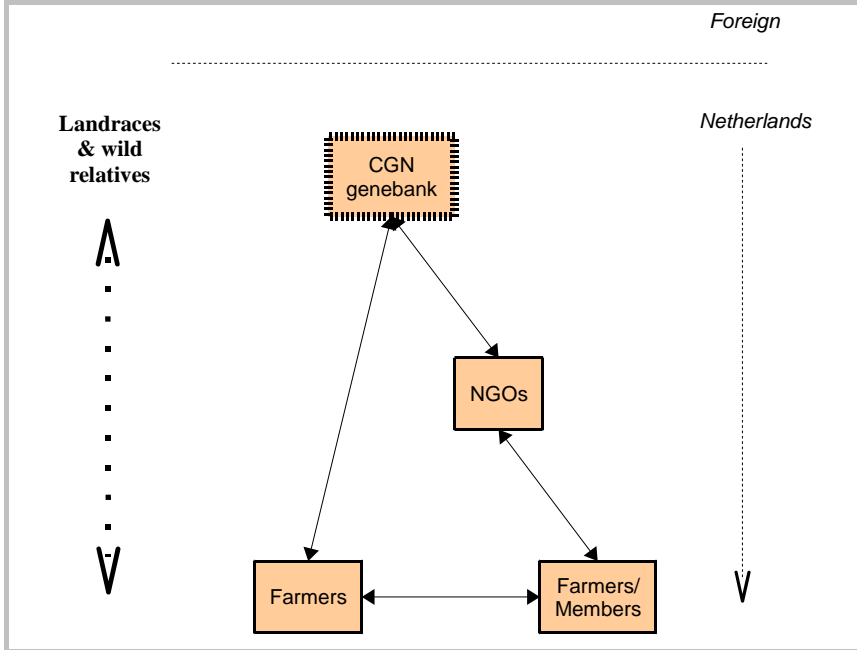 Foreign
Netherlands
Landraces
& wild
relatives
CGN
genebank
NGOs
Farmers
Farmers/
Members